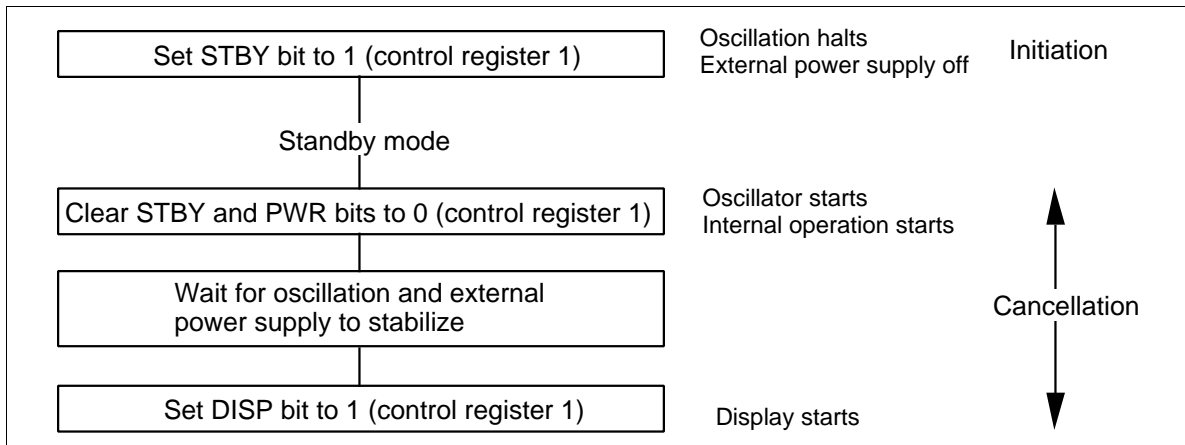 Set STBY bit to 1 (control register 1)
Oscillation halts
External power supply off
Initiation
Standby mode
Clear STBY and PWR bits to 0 (control register 1)
Oscillator starts
Internal operation starts
Wait for oscillation and external
power supply to stabilize
Cancellation
Set DISP bit to 1 (control register 1)
Display starts